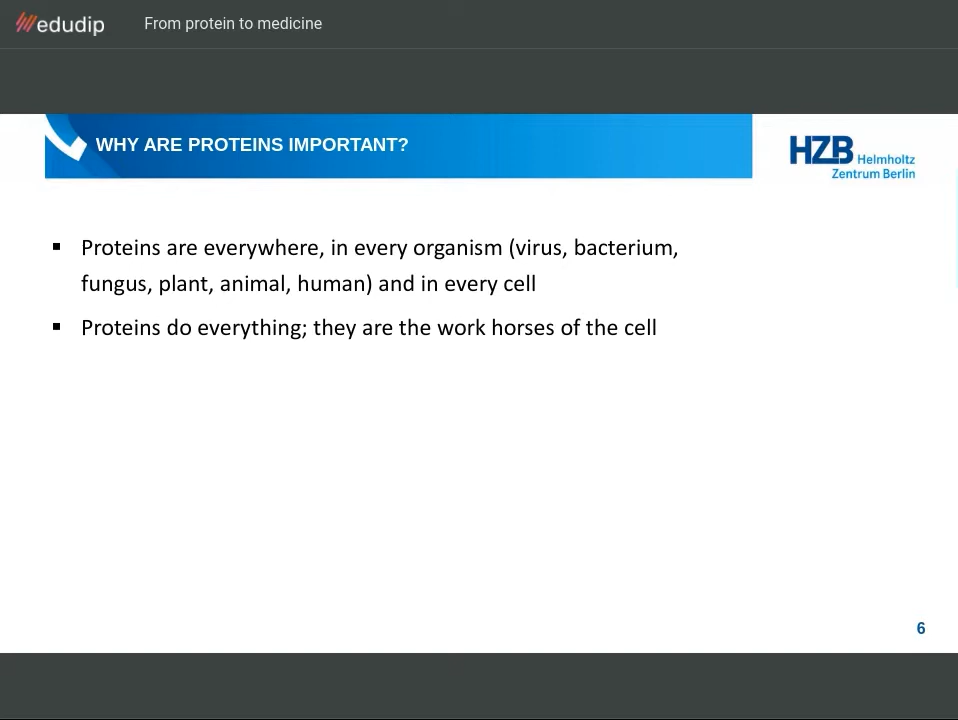 edudip
From protein to medicine
WHY ARE PROTEINS IMPORTANT?
HZB Helmholtz
Zentrum Berlin
▪ Proteins are everywhere, in every organism (virus, bacterium,
fungus, plant, animal, human) and in every cell
▪ Proteins do everything; they are the work horses of the cell
6